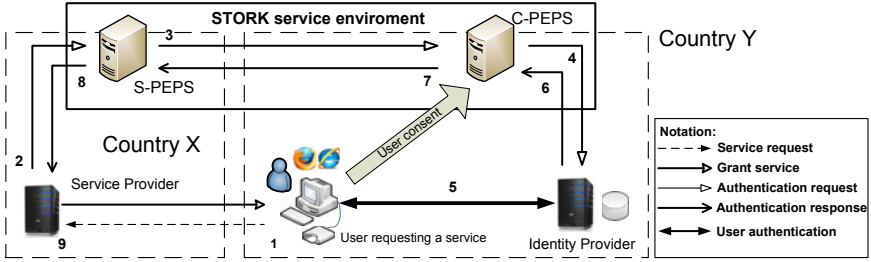 STORK service enviroment
C-PEPS
Country Y
3
4
2
8
S-PEPS
7
6
User consent
Country X
Service Provider
5
9
1
User requesting a service
Identity Provider
Notation:
Service request
Grant service
Authentication request
Authentication response
User authentication